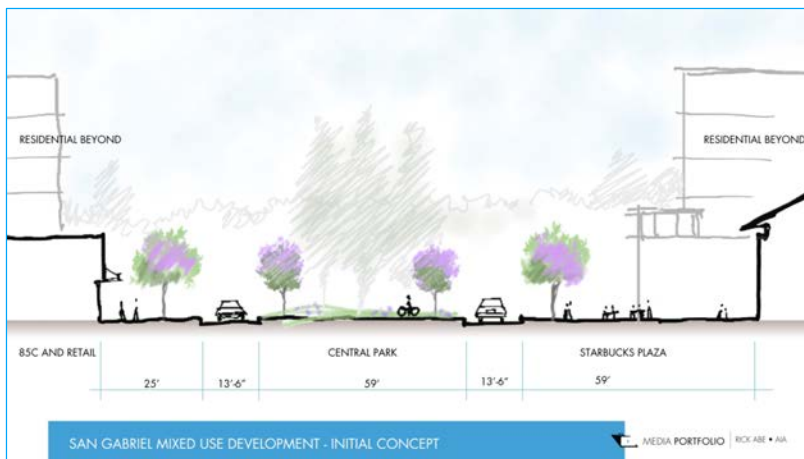 RESIDENTIAL BEYOND
RESIDENTIAL BEYOND
85C AND RETAIL
CENTRAL PARK
STARBUCKS PLAZA
25'
13'-6"
59'
13'-6"
59'
SAN GABRIEL MIXED USE DEVELOPMENT - INITIAL CONCEPT
MEDIA PORTFOLIO | RICK ABE • AIA